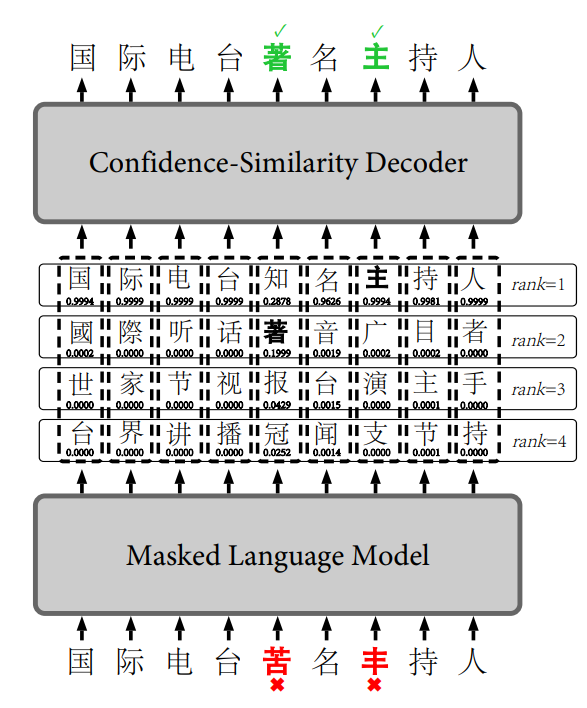 ✓ ✓
国 际 电 台 著 名 主 持 人
Confidence-Similarity Decoder
国 际 电 台 知 名 主 持 人 rank=1
0.9994 0.9999 0.9999 0.9999 0.2878 0.9626 0.9994 0.9981 0.9999
國 際 听 话 著 音 广 目 者 rank=2
0.0002 0.0000 0.0000 0.0000 0.1999 0.0019 0.0002 0.0002 0.0000
世 家 节 视 报 台 演 主 手 rank=3
0.0000 0.0000 0.0000 0.0000 0.0429 0.0015 0.0000 0.0001 0.0000
台 界 讲 播 冠 闻 支 节 持 rank=4
0.0000 0.0000 0.0000 0.0000 0.0252 0.0014 0.0000 0.0001 0.0000
Masked Language Model
国 际 电 台 苦 名 丰 持 人
✖ ✖